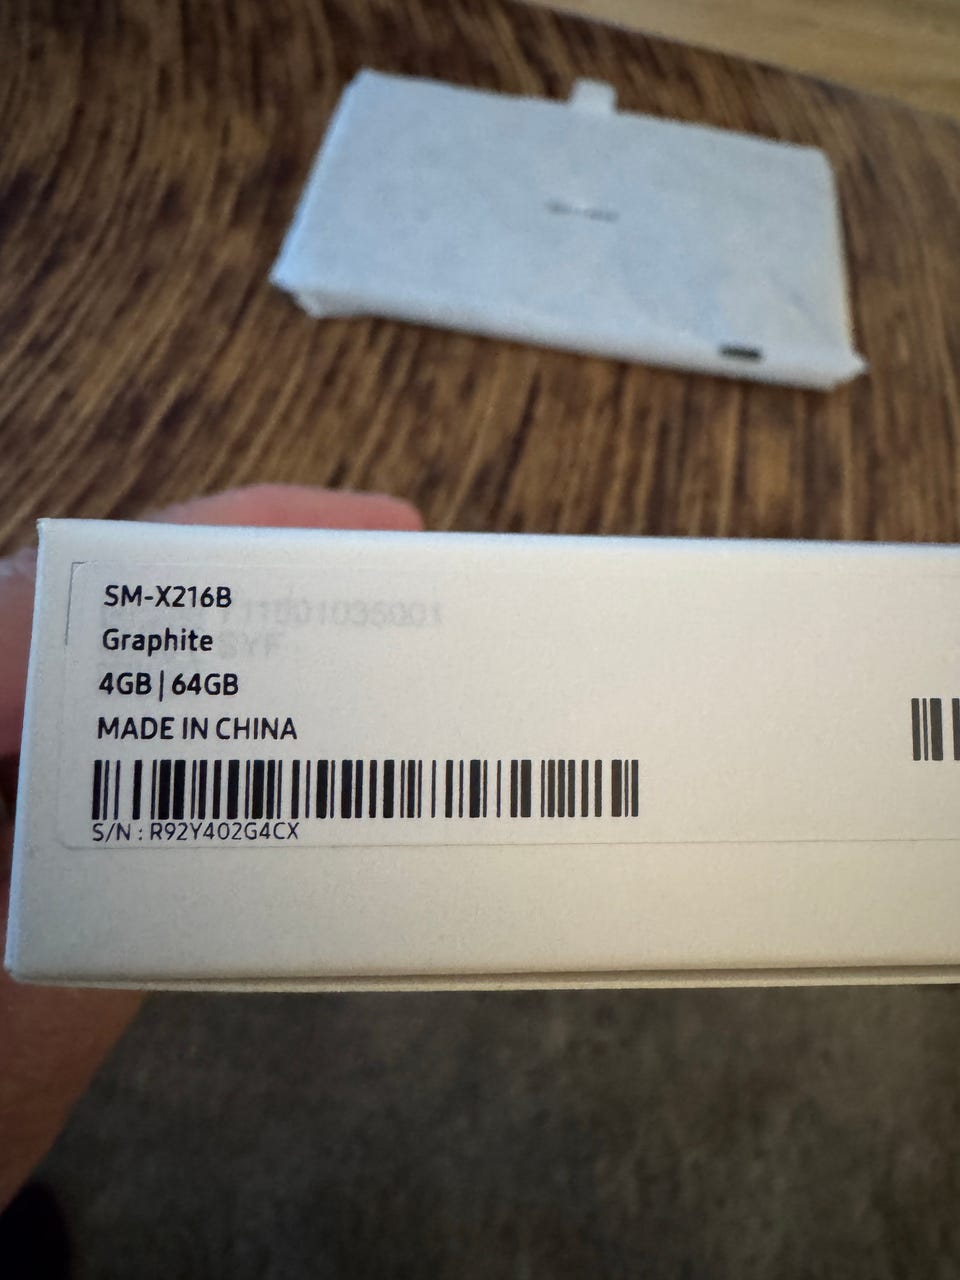 SM-X216B
Graphite
4GB | 64GB
MADE IN CHINA
S/N : R92Y402G4CX